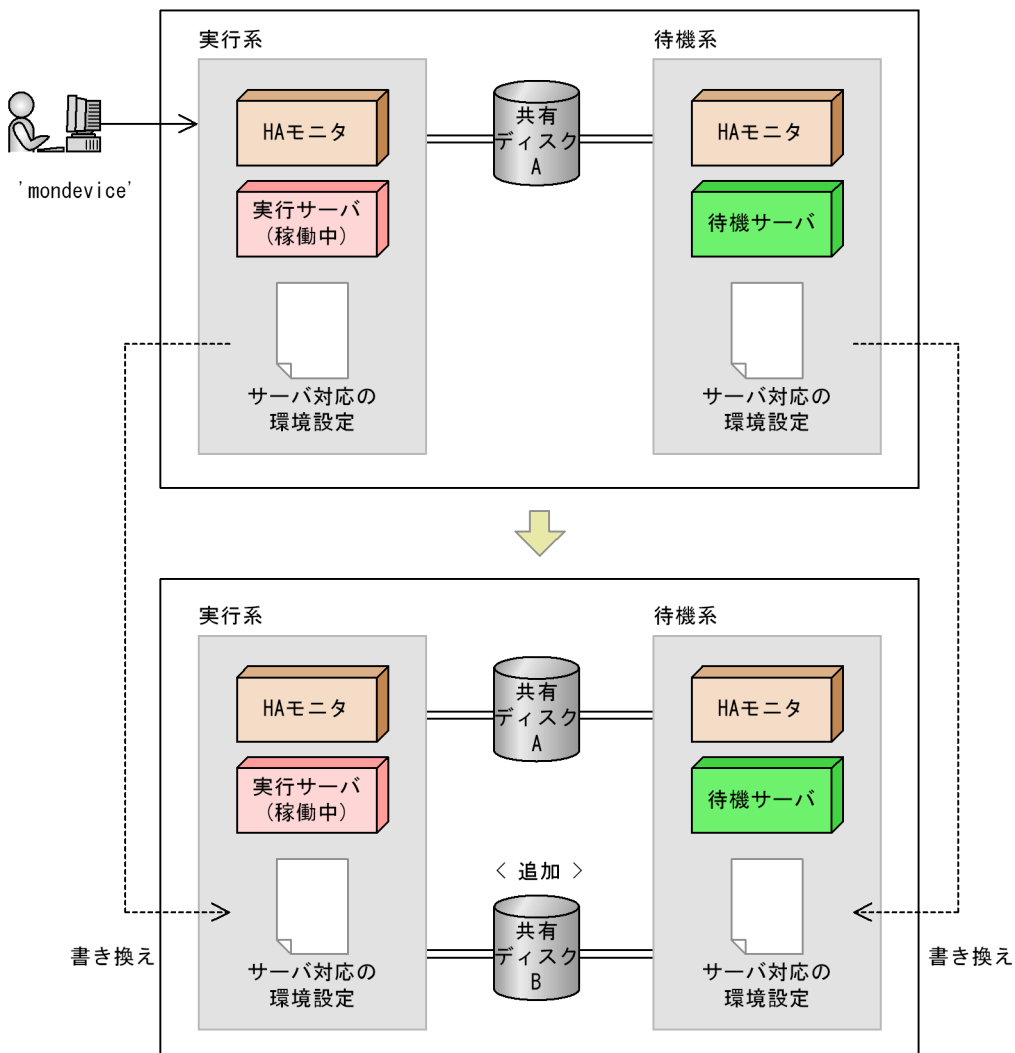 実行系
待機系
HAモニタ
共有
ディスク
A
HAモニタ
'mondevice'
実行サーバ
(稼働中)
待機サーバ
サーバ対応の
環境設定
サーバ対応の
環境設定
実行系
待機系
HAモニタ
共有
ディスク
A
HAモニタ
実行サーバ
(稼働中)
待機サーバ
< 追加 >
共有
ディスク
B
書き換え
サーバ対応の
環境設定
サーバ対応の
環境設定
書き換え